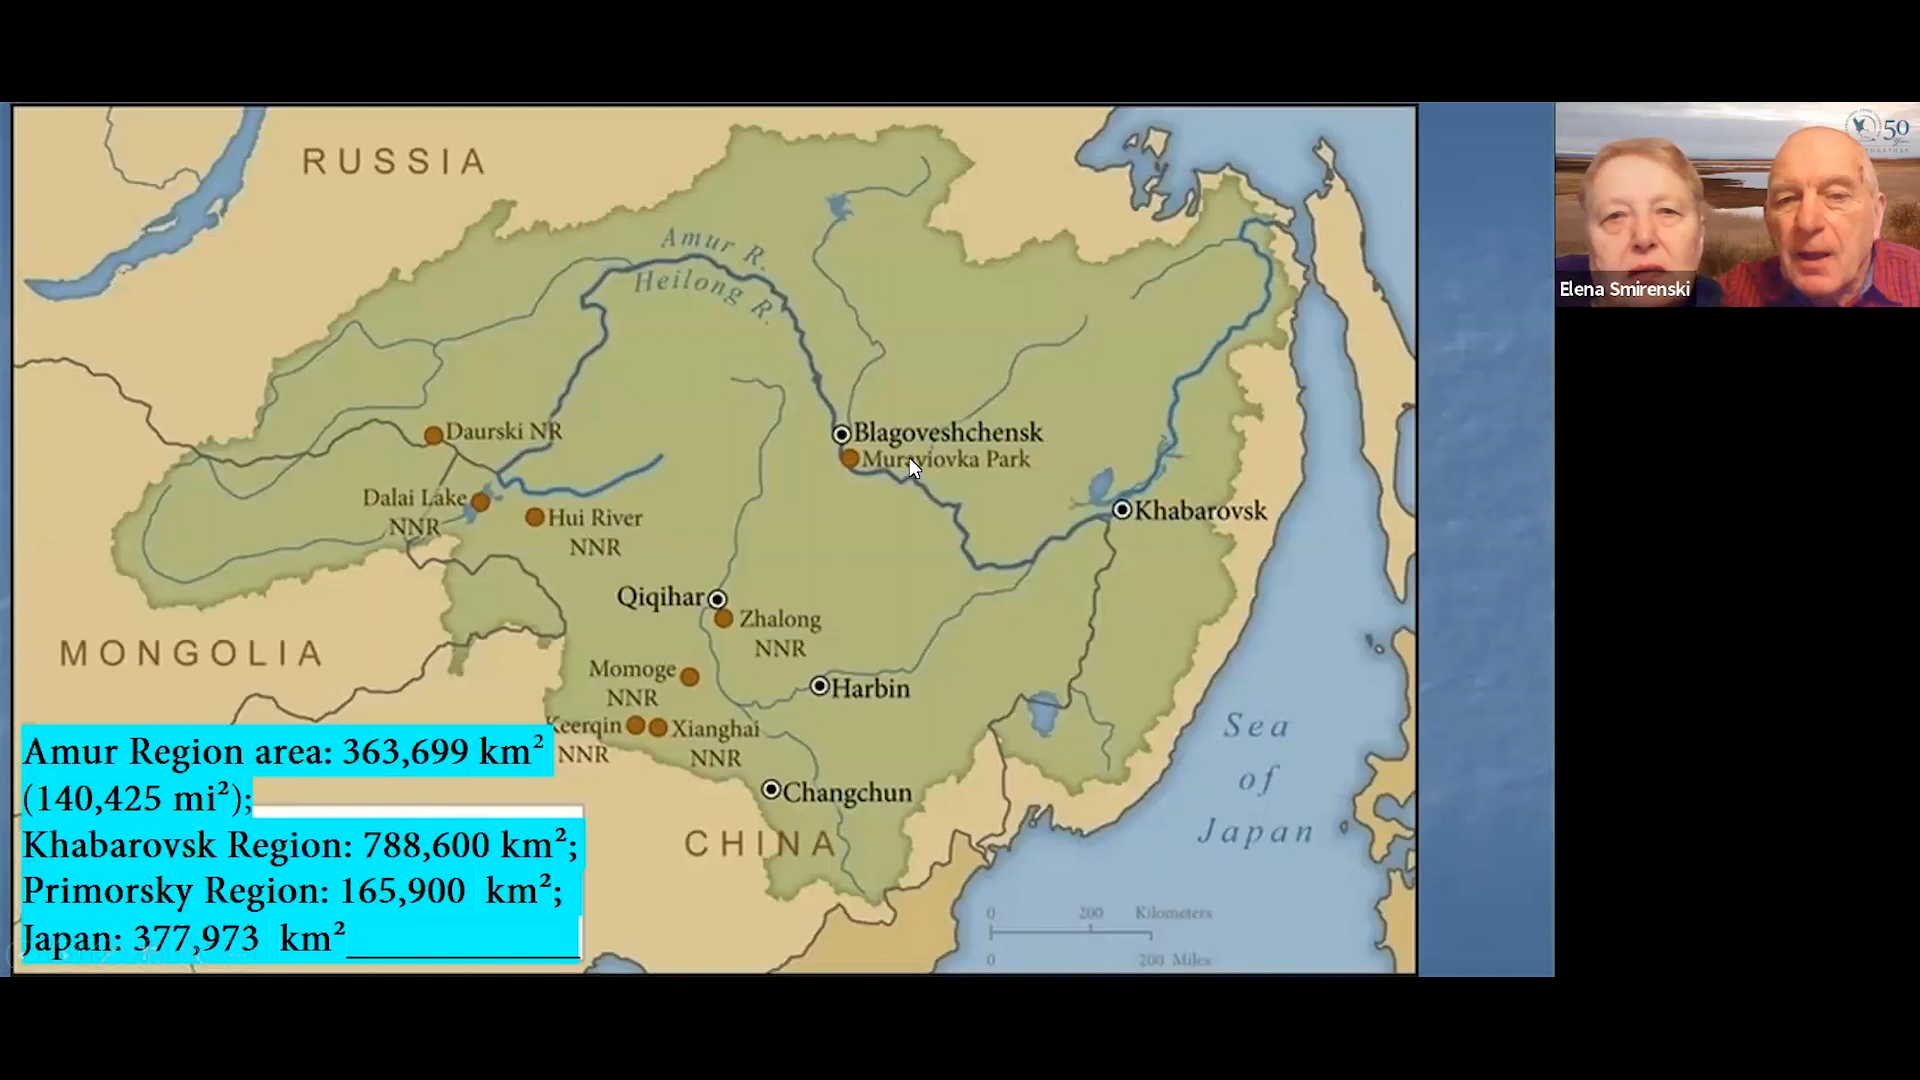 RUSSIA
Amur R.
Heilong R.
Daurski NR
Blagoveshchensk
Muraviovka Park
Dalai Lake
NNR
Hui River
NNR
Khabarovsk
Qiqihar
Zhalong
NNR
MONGOLIA
Momoge
NNR
Harbin
Keerqin
NNR
Xianghai
NNR
Changchun
CHINA
Sea
of
Japan
0 200 Kilometers
0 200 Miles
Amur Region area: 363,699 km²
(140,425 mi²);
Khabarovsk Region: 788,600 km²;
Primorsky Region: 165,900 km²;
Japan: 377,973 km²
50
Elena Smirenski